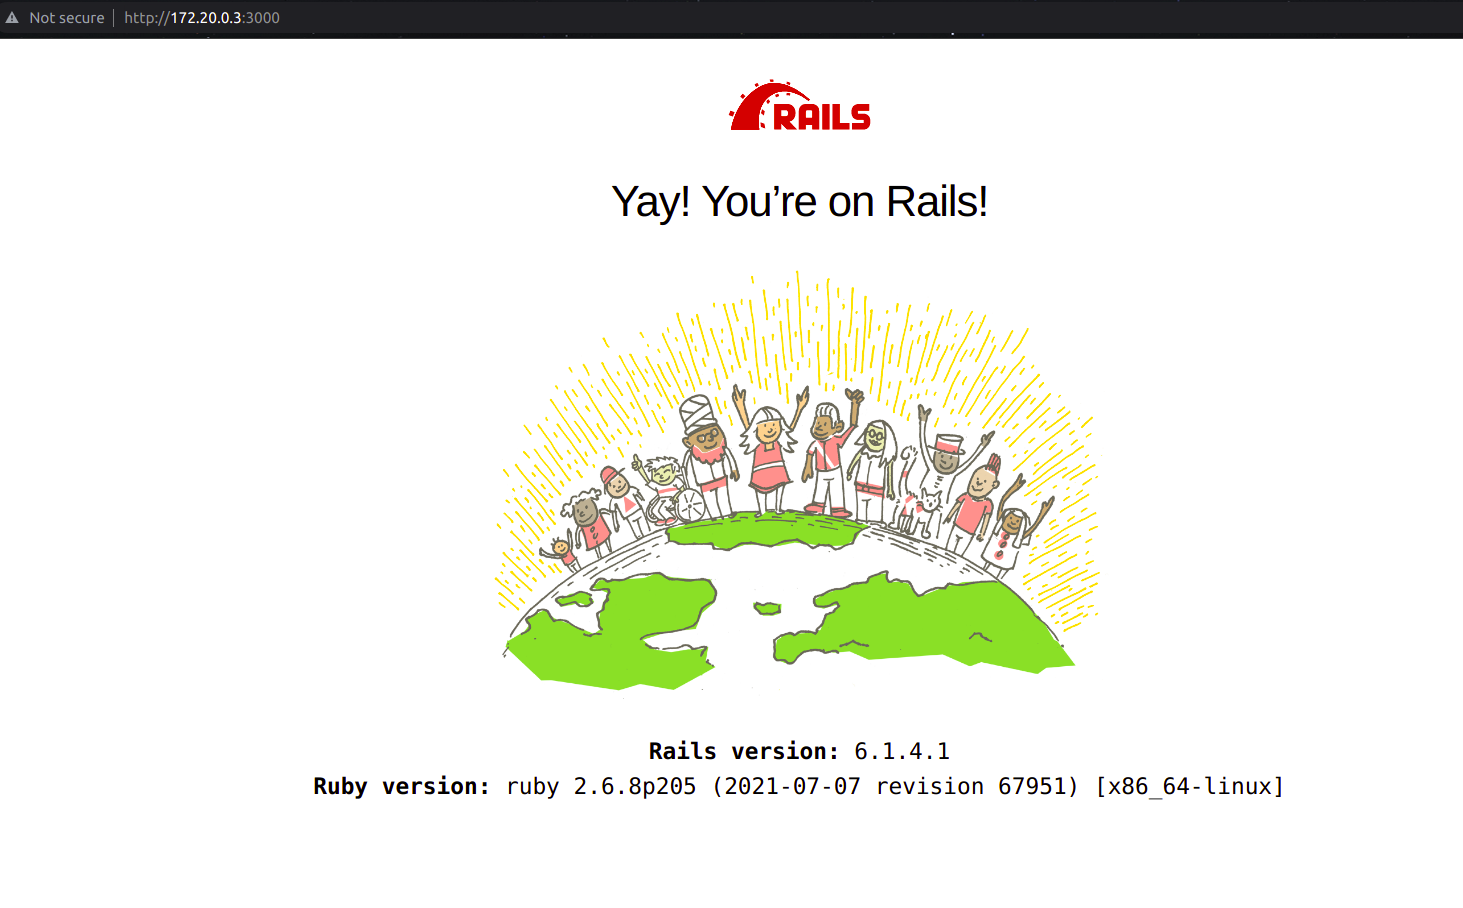 Not secure http://172.20.0.3:3000
RAILS
Yay! You’re on Rails!
Rails version: 6.1.4.1
Ruby version: ruby 2.6.8p205 (2021-07-07 revision 67951) [x86_64-linux]